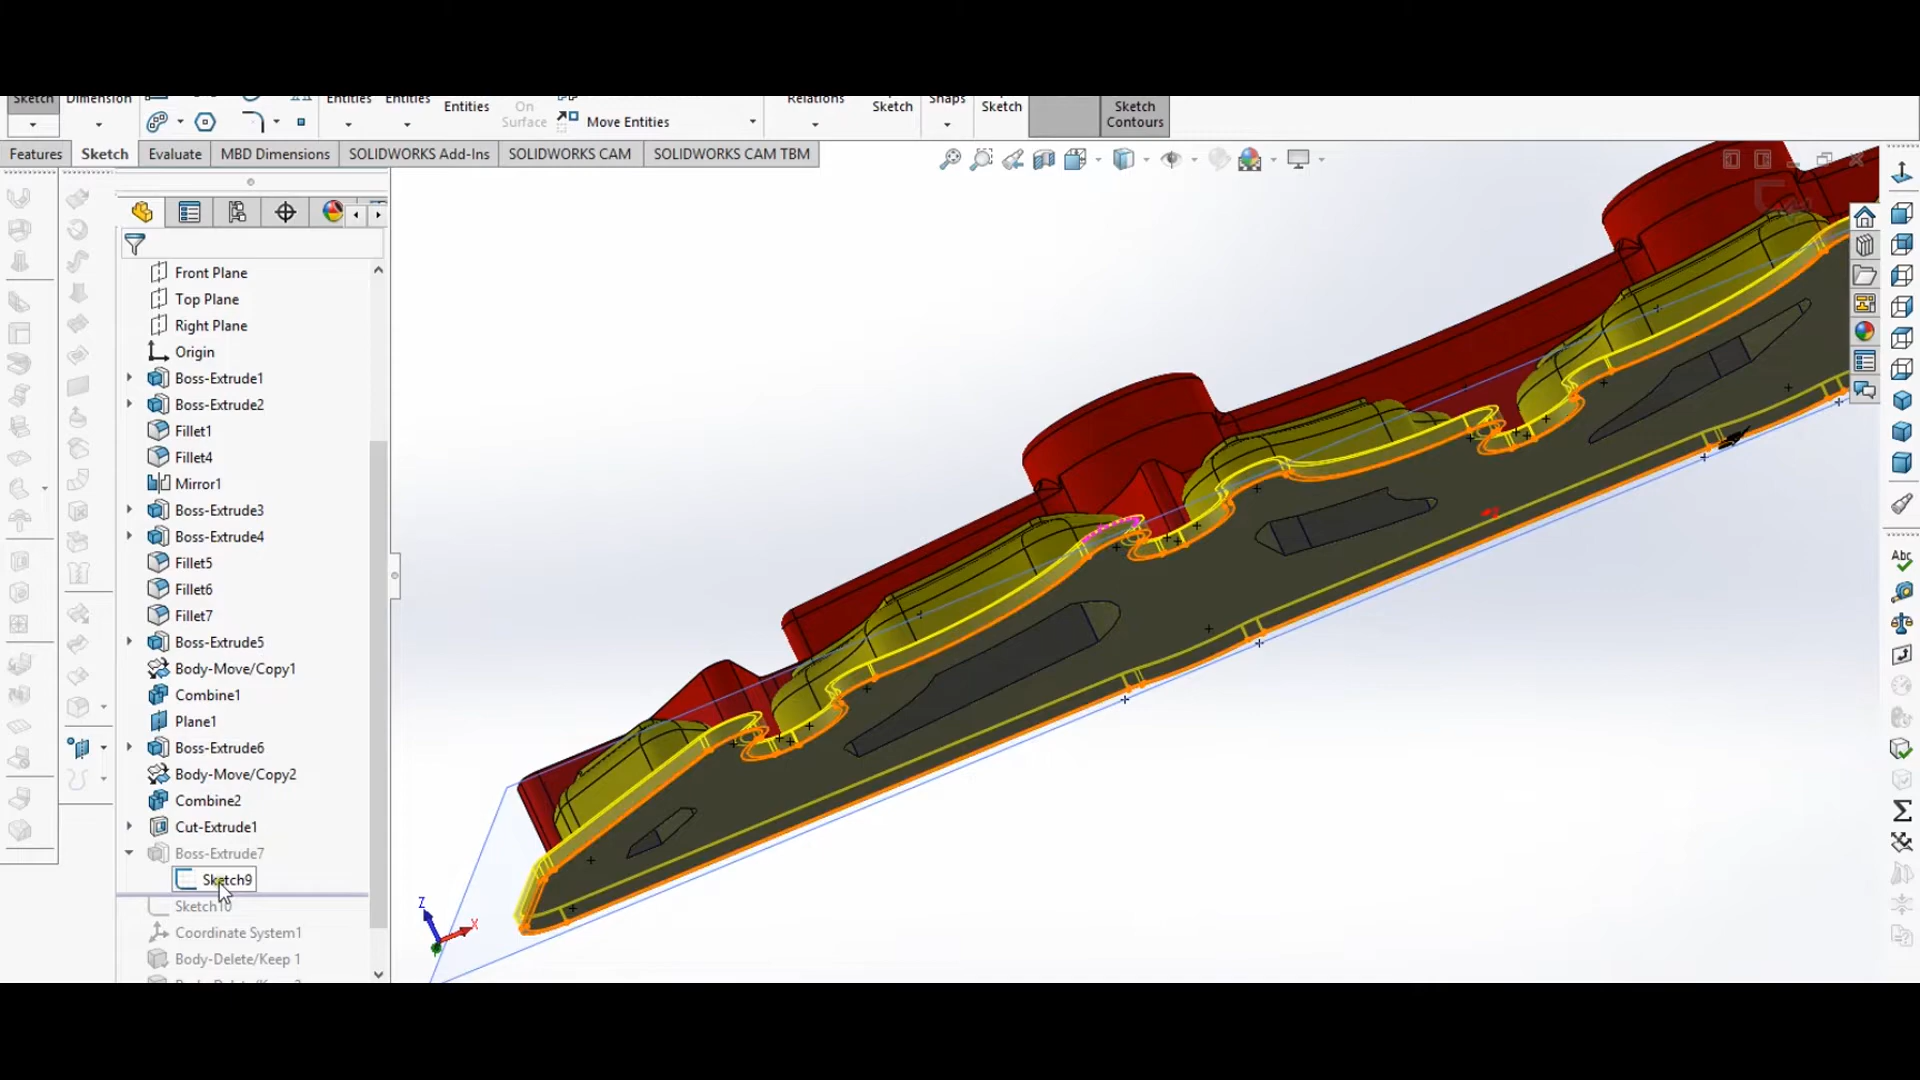 Sketch
Dimension
Entities
Entities
Entities
On
Surface
Move Entities
Relations
Sketch
Shaps
Sketch
Sketch
Contours
Features
Sketch
Evaluate
MBD Dimensions
SOLIDWORKS Add-Ins
SOLIDWORKS CAM
SOLIDWORKS CAM TBM
Front Plane
Top Plane
Right Plane
Origin
Boss-Extrude1
Boss-Extrude2
Fillet1
Fillet4
Mirror1
Boss-Extrude3
Boss-Extrude4
Fillet5
Fillet6
Fillet7
Boss-Extrude5
Body-Move/Copy1
Combine1
Plane1
Boss-Extrude6
Body-Move/Copy2
Combine2
Cut-Extrude1
Boss-Extrude7
Sketch9
Sketch10
Coordinate System1
Body-Delete/Keep 1
Z
X
Abc